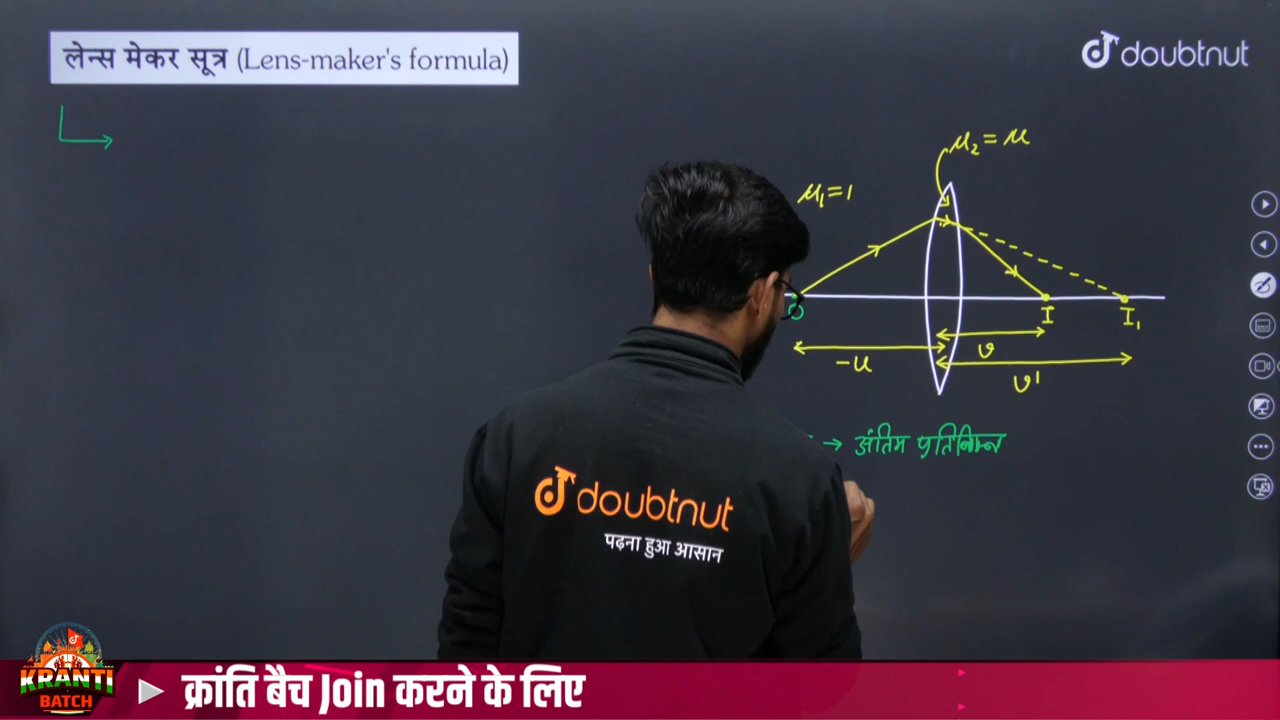 लेन्स मेकर सूत्र (Lens-maker's formula)
doubtnut
μ₂ = μ
μ₁ = 1
O
I
I₁
-u
v
v'
→ अंतिम प्रतिबिम्ब
doubtnut
पढ़ना हुआ आसान
KRANTI
BATCH
क्रांति बैच Join करने के लिए